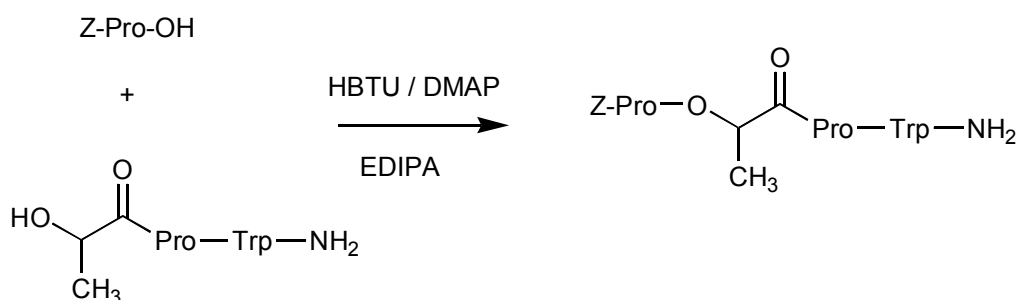 Z-Pro-OH
+
O
HO
Pro—Trp—NH₂
CH₃
HBTU / DMAP
EDIPA
O
Z-Pro—O
Pro—Trp—NH₂
CH₃